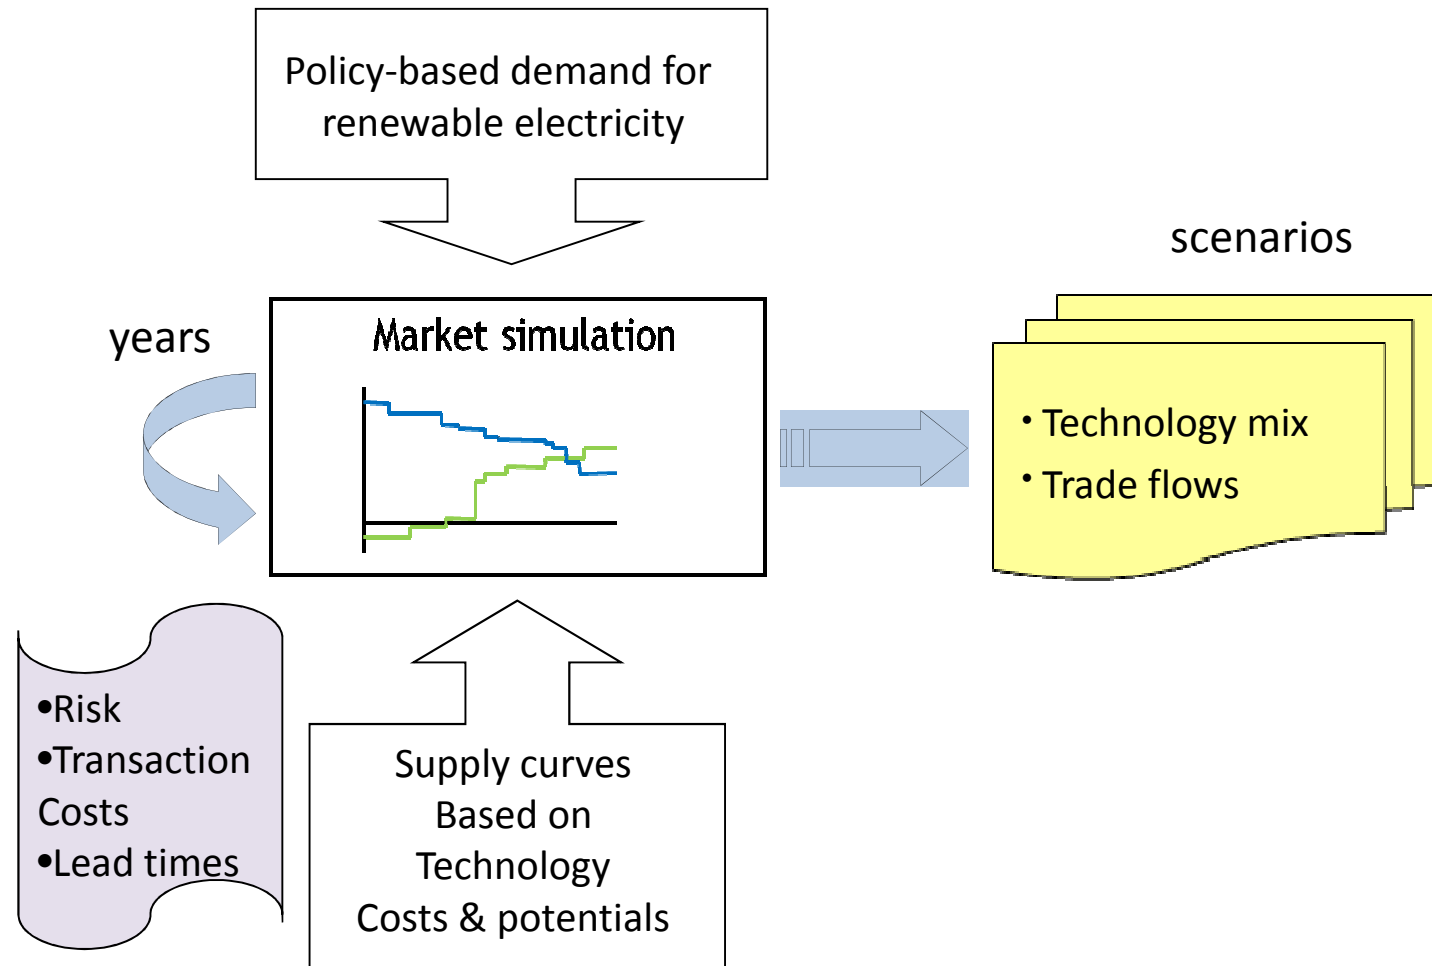 Policy-based demand for
renewable electricity
scenarios
years
Market simulation
• Technology mix
• Trade flows
•Risk
•Transaction
Costs
•Lead times
Supply curves
Based on
Technology
Costs & potentials